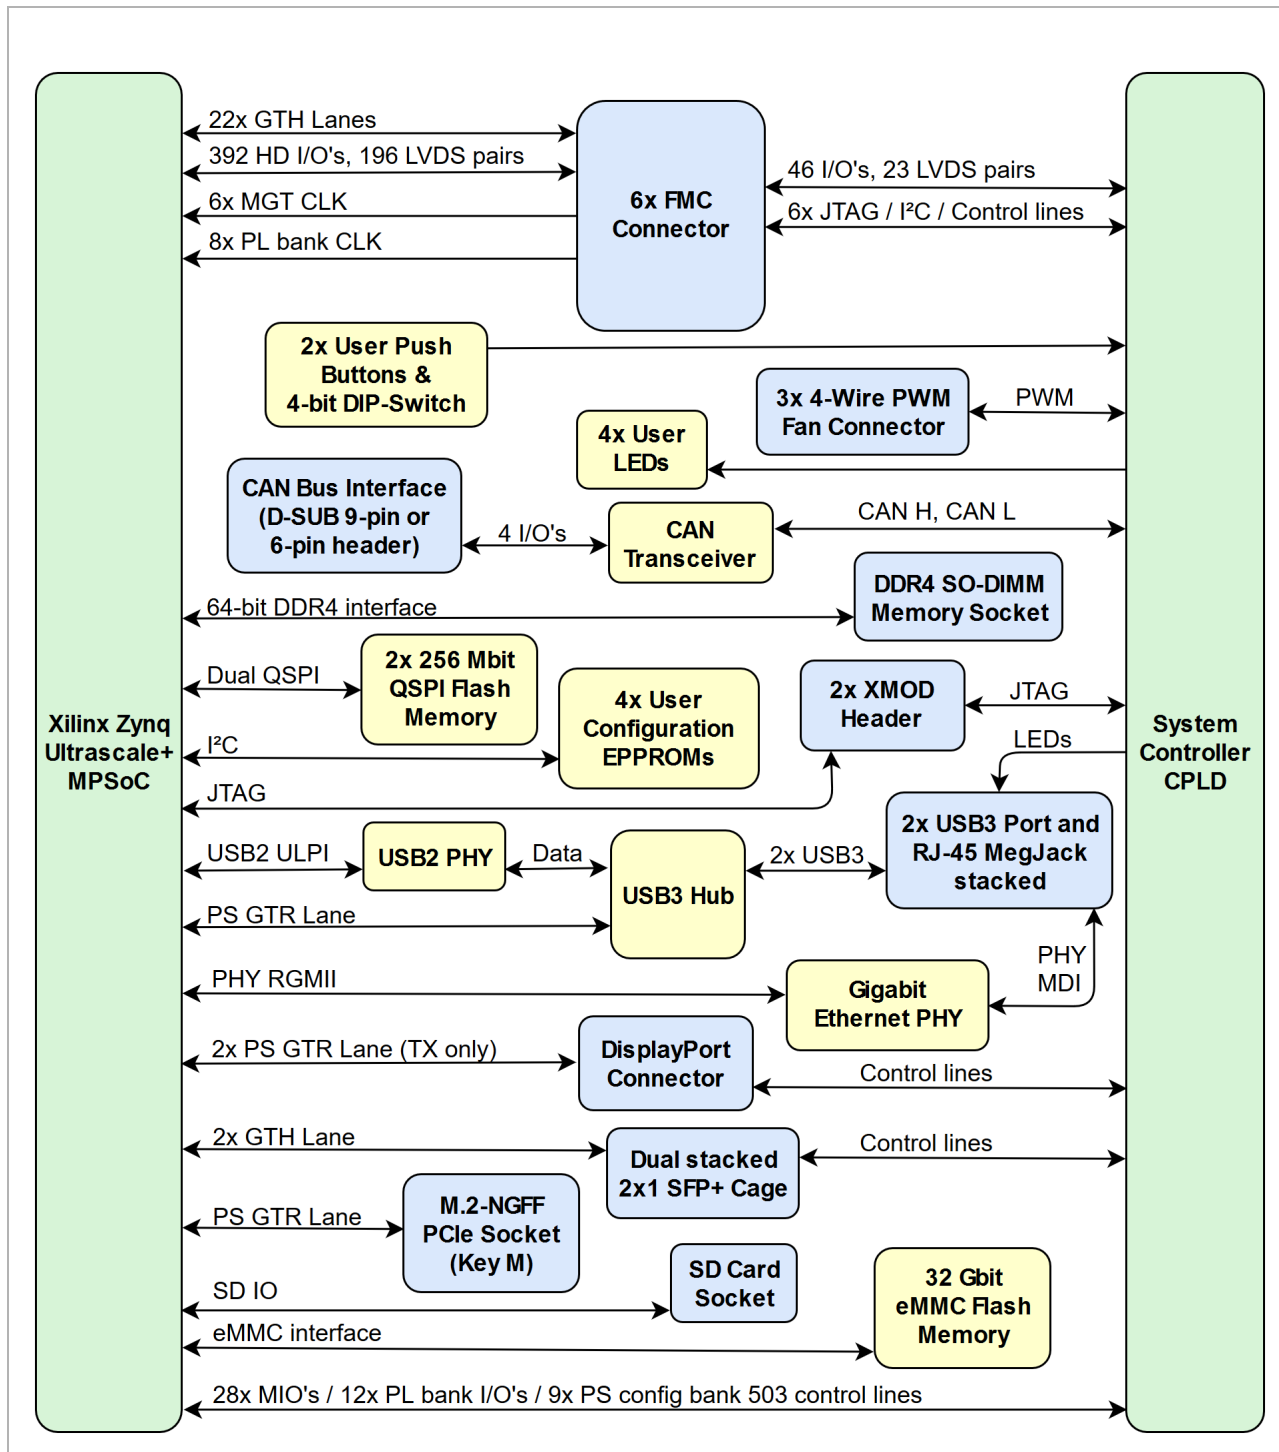 22x GTH Lanes
392 HD I/O's, 196 LVDS pairs
6x MGT CLK
8x PL bank CLK
6x FMC
Connector
46 I/O's, 23 LVDS pairs
6x JTAG / I²C / Control lines
2x User Push
Buttons &
4-bit DIP-Switch
3x 4-Wire PWM
Fan Connector
PWM
4x User
LEDs
CAN Bus Interface
(D-SUB 9-pin or
6-pin header)
4 I/O's
CAN
Transceiver
CAN H, CAN L
DDR4 SO-DIMM
Memory Socket
64-bit DDR4 interface
Dual QSPI
2x 256 Mbit
QSPI Flash
Memory
4x User
Configuration
EPPROMs
2x XMOD
Header
JTAG
LEDs
Xilinx Zynq
Ultrascale+
MPSoC
System
Controller
CPLD
I²C
JTAG
2x USB3 Port and
RJ-45 MegJack
stacked
USB2 ULPI
USB2 PHY
Data
USB3 Hub
2x USB3
PS GTR Lane
PHY
MDI
PHY RGMII
Gigabit
Ethernet PHY
2x PS GTR Lane (TX only)
DisplayPort
Connector
Control lines
2x GTH Lane
Dual stacked
2x1 SFP+ Cage
Control lines
PS GTR Lane
M.2-NGFF
PCIe Socket
(Key M)
SD IO
SD Card
Socket
32 Gbit
eMMC Flash
Memory
eMMC interface
28x MIO's / 12x PL bank I/O's / 9x PS config bank 503 control lines